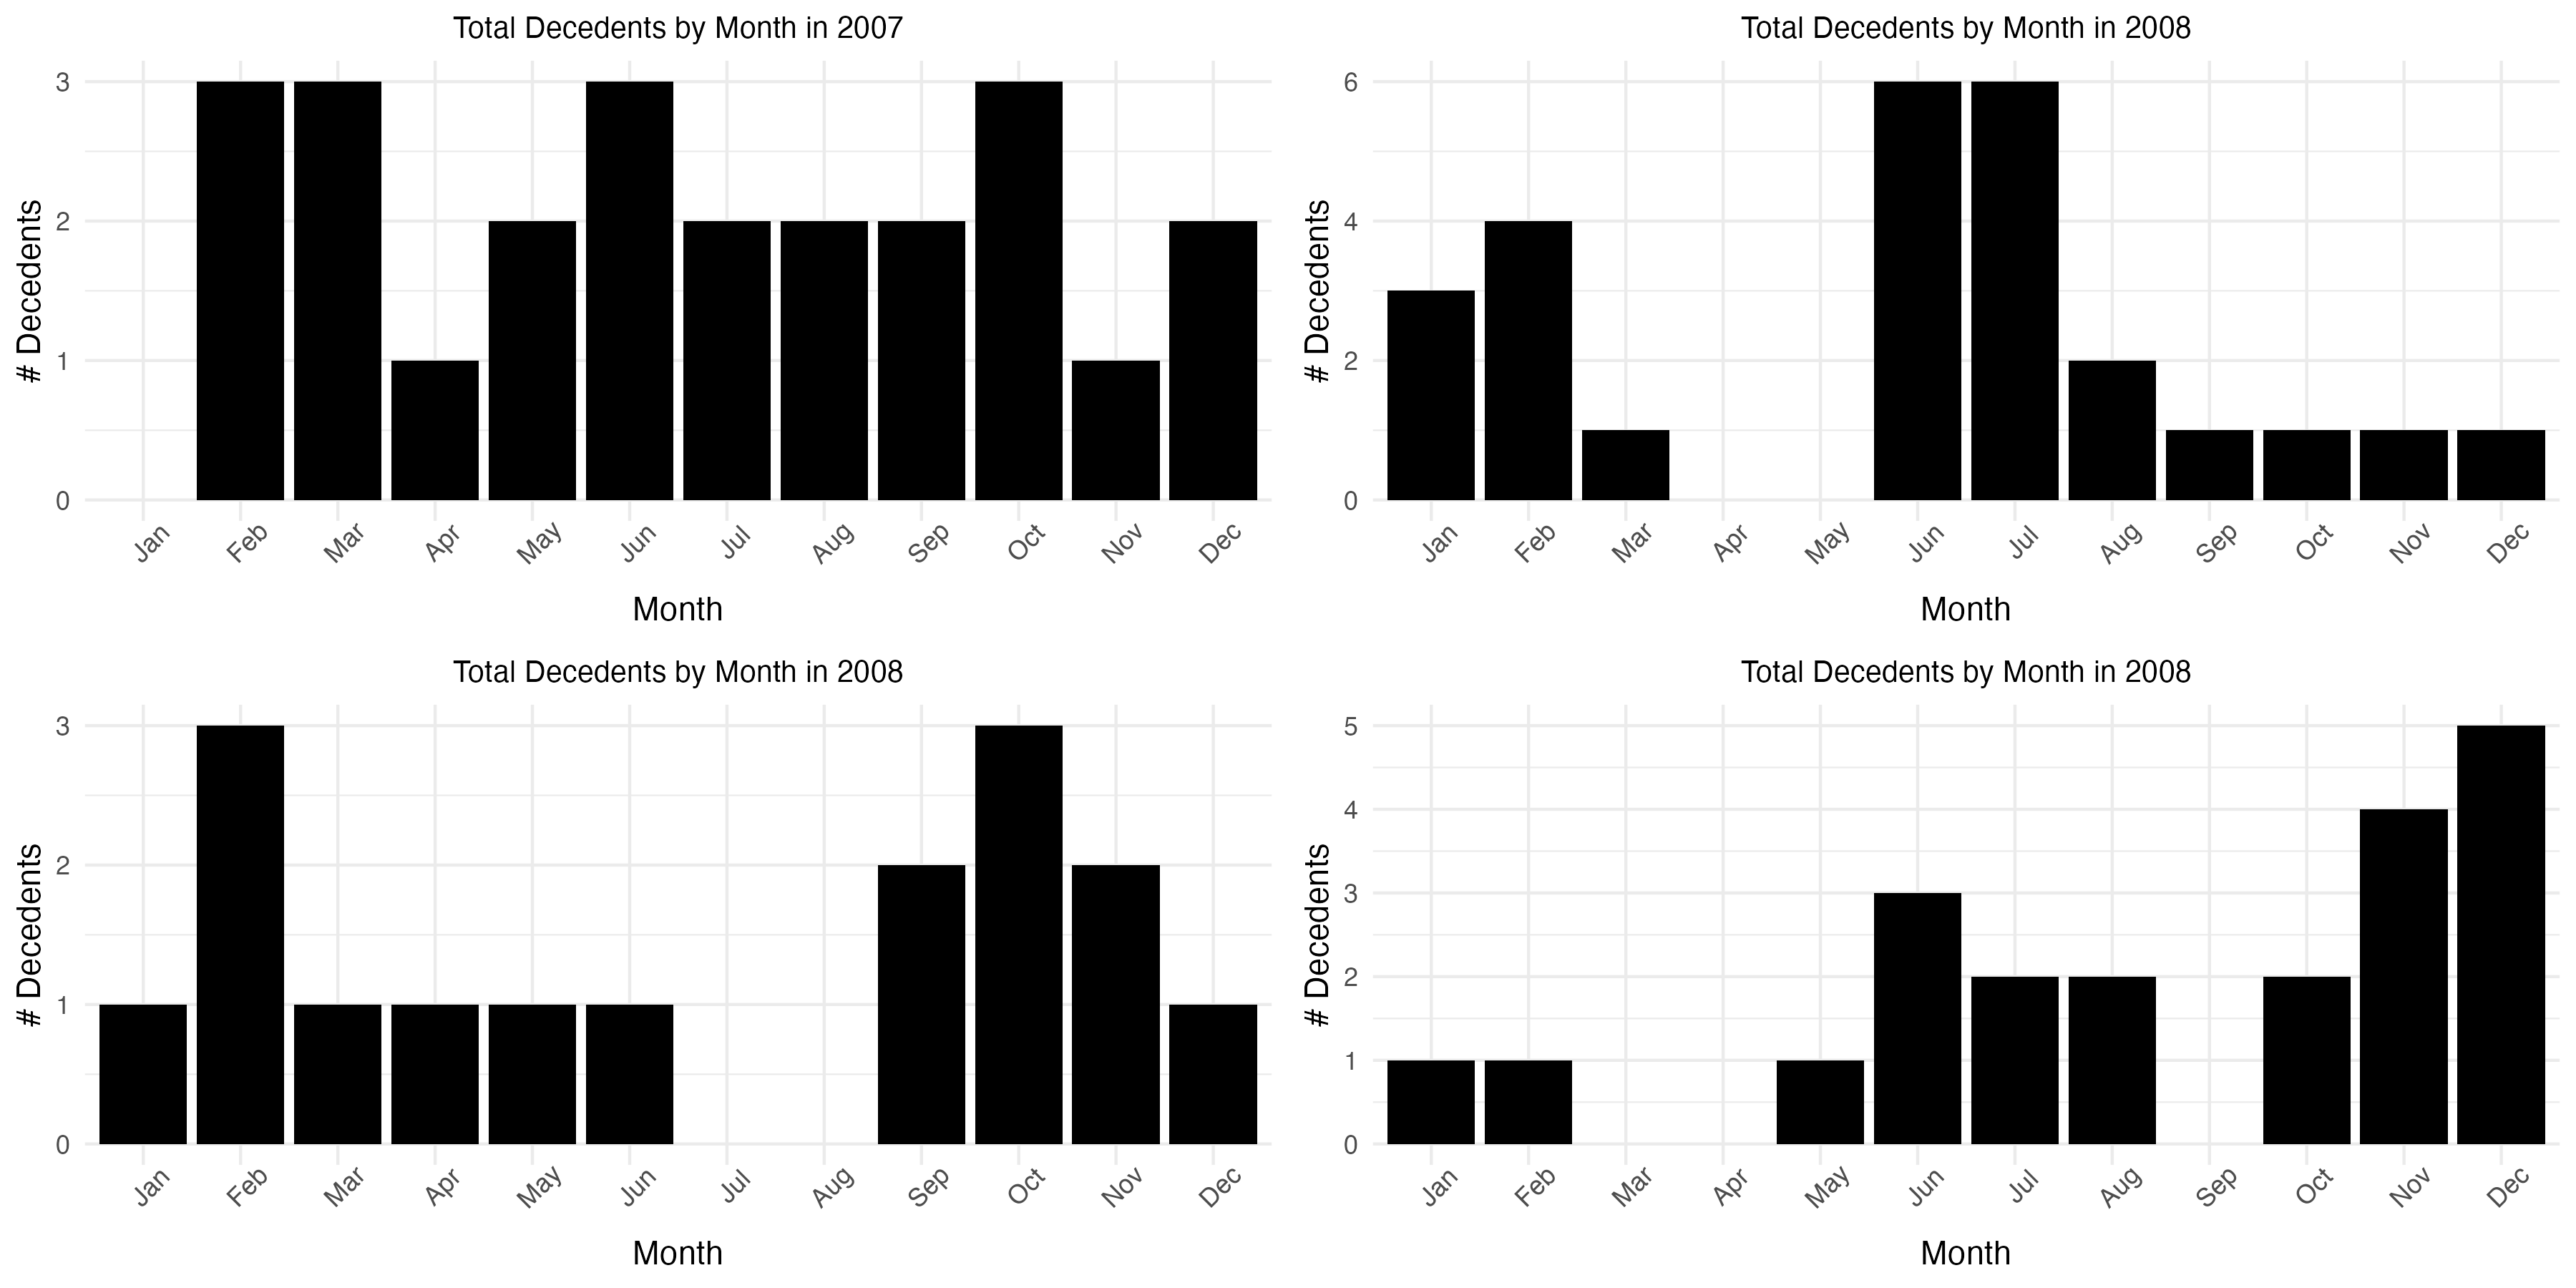 Total Decedents by Month in 2007
# Decedents
3
2
1
0
Jan Feb Mar Apr May Jun Jul Aug Sep Oct Nov Dec
Month
Total Decedents by Month in 2008
# Decedents
6
4
2
0
Jan Feb Mar Apr May Jun Jul Aug Sep Oct Nov Dec
Month
Total Decedents by Month in 2008
# Decedents
3
2
1
0
Jan Feb Mar Apr May Jun Jul Aug Sep Oct Nov Dec
Month
Total Decedents by Month in 2008
# Decedents
5
4
3
2
1
0
Jan Feb Mar Apr May Jun Jul Aug Sep Oct Nov Dec
Month